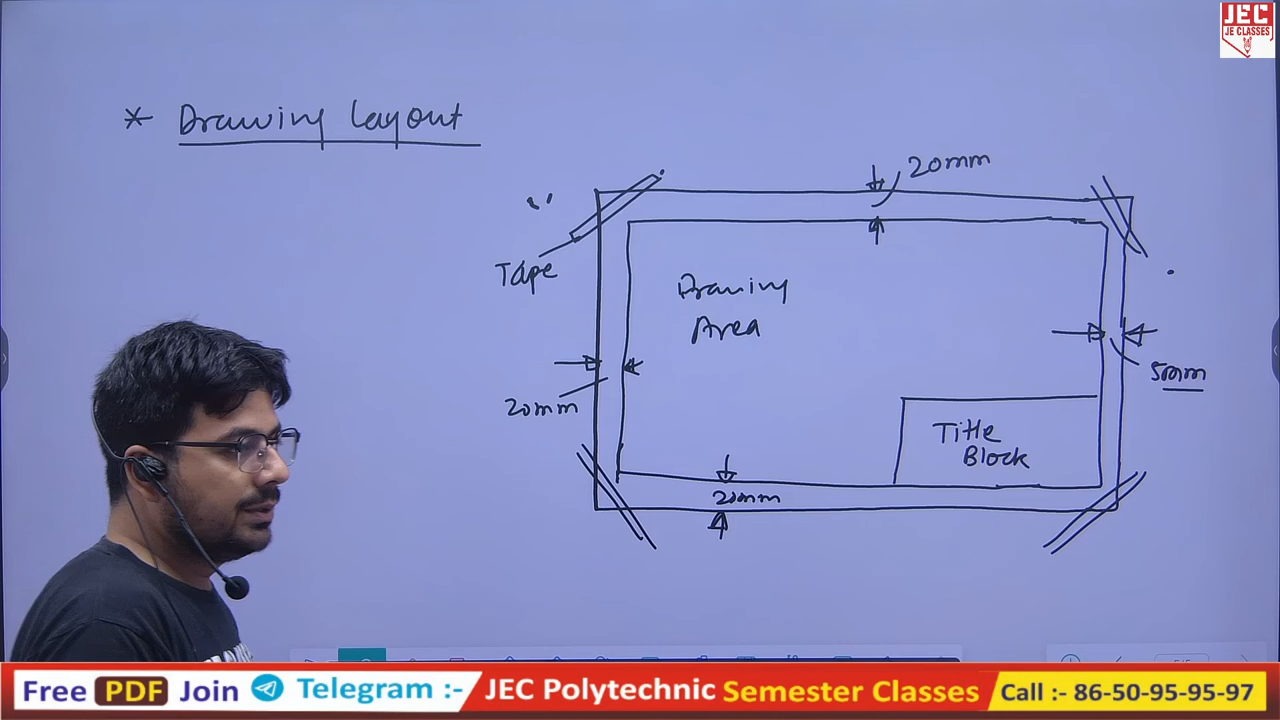 JEC
JE CLASSES
* Drawing Layout
20mm
Tape
Drawing
Area
5mm
20mm
Title
Block
20mm
Free PDF Join Telegram :- JEC Polytechnic Semester Classes Call :- 86-50-95-95-97